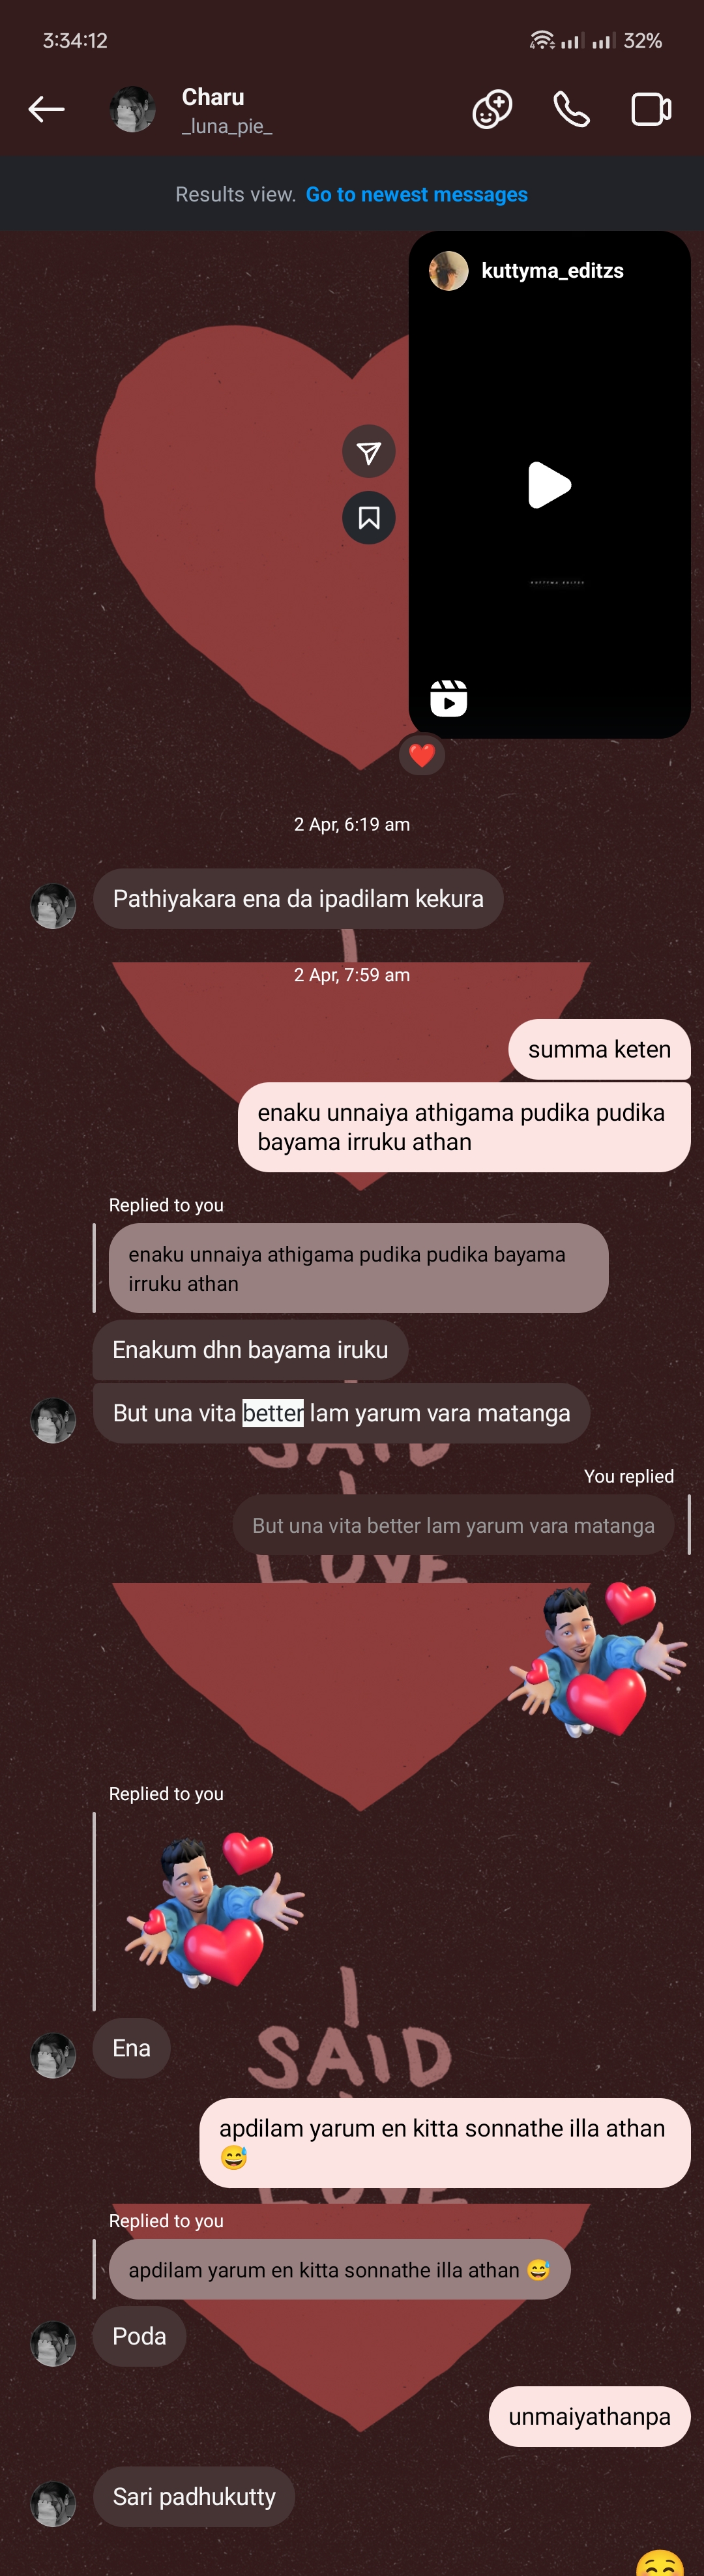 3:34:12
32%
Charu
_luna_pie_
Results view. Go to newest messages
kuttyma_editzs
KUTTYMA EDITZS
2 Apr, 6:19 am
Pathiyakara ena da ipadilam kekura
2 Apr, 7:59 am
summa keten
enaku unnaiya athigama pudika pudika
bayama irruku athan
Replied to you
enaku unnaiya athigama pudika pudika bayama
irruku athan
Enakum dhn bayama iruku
But una vita better lam yarum vara matanga
SAID
You replied
But una vita better lam yarum vara matanga
LOVE
Replied to you
I
SAID
Ena
apdilam yarum en kitta sonnathe illa athan
😅
LOVE
Replied to you
apdilam yarum en kitta sonnathe illa athan 😅
Poda
unmaiyathanpa
Sari padhukutty